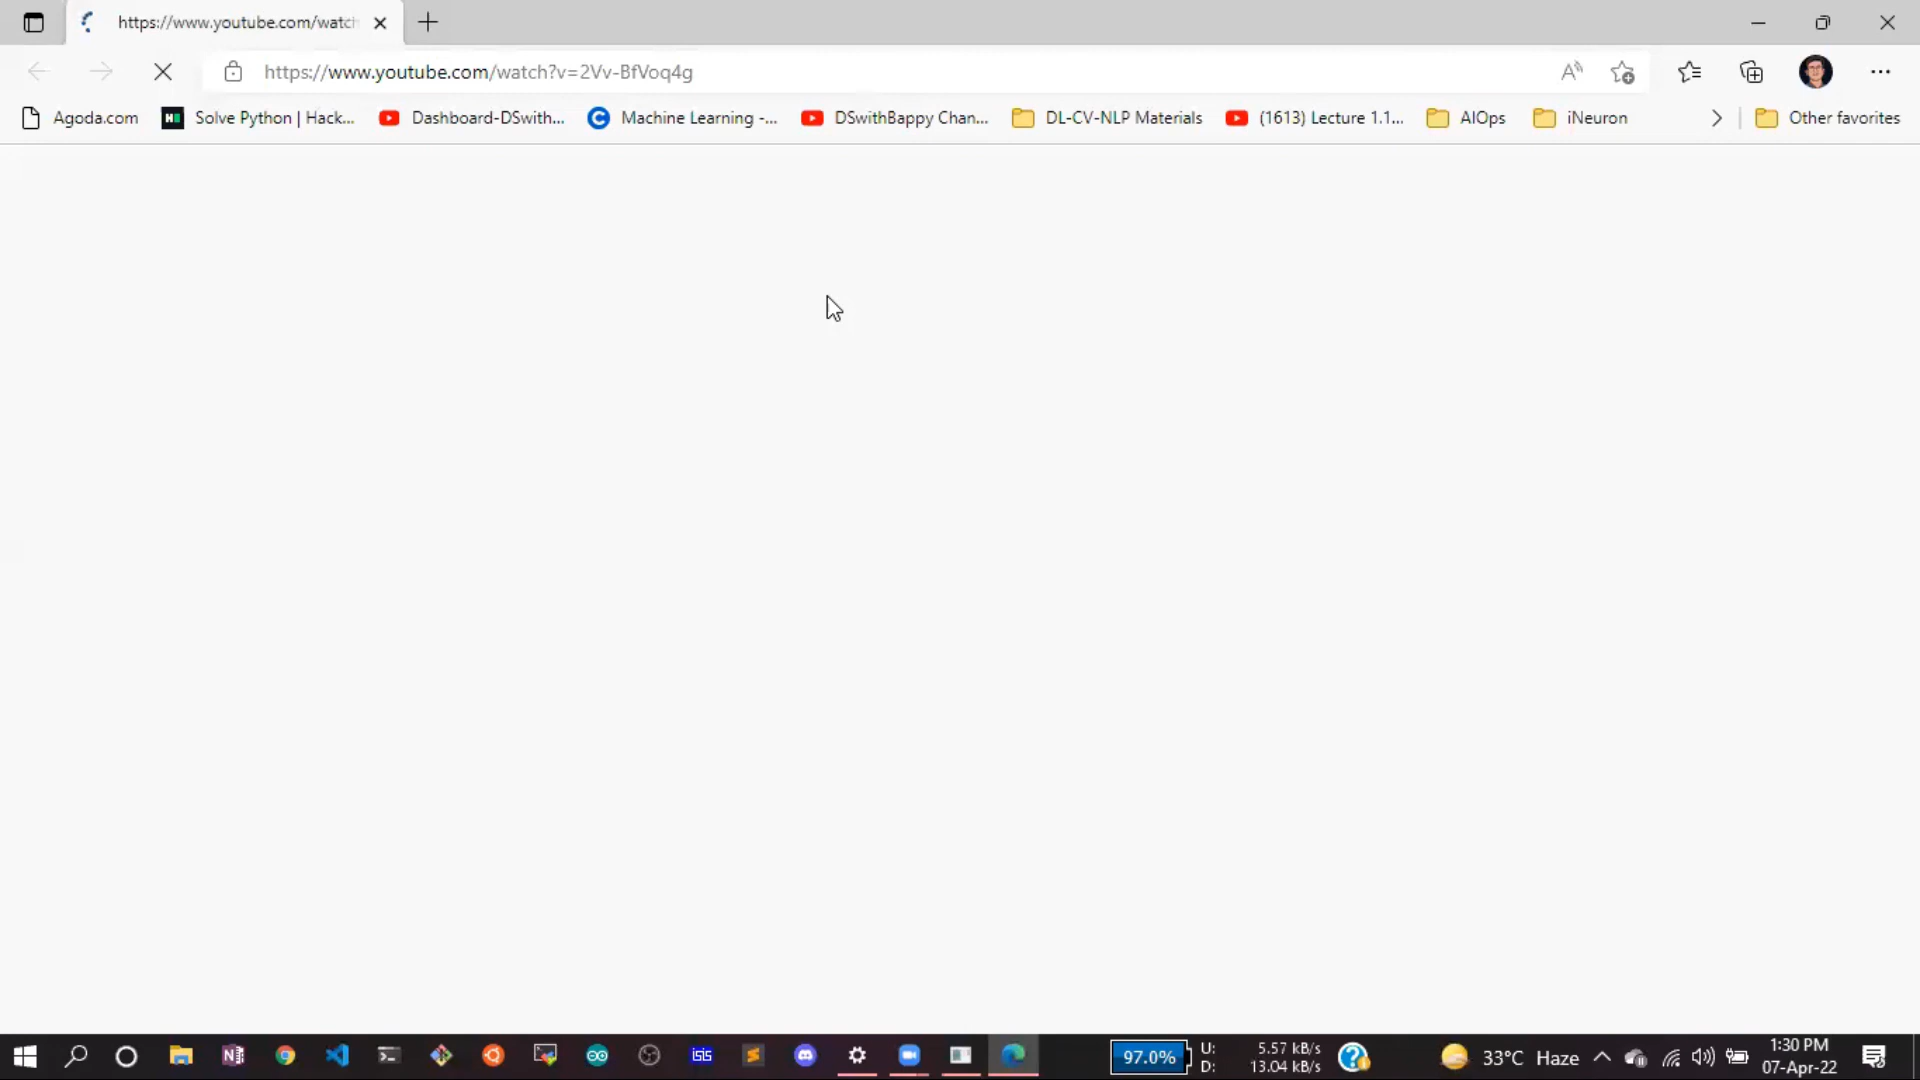 https://www.youtube.com/watch
https://www.youtube.com/watch?v=2Vv-BfVoq4g
Agoda.com
Solve Python | Hack...
Dashboard-DSwith...
Machine Learning -...
DSwithBappy Chan...
DL-CV-NLP Materials
(1613) Lecture 1.1...
AIOps
iNeuron
Other favorites
97.0%
U: 5.57 kB/s
D: 13.04 kB/s
33°C Haze
1:30 PM
07-Apr-22